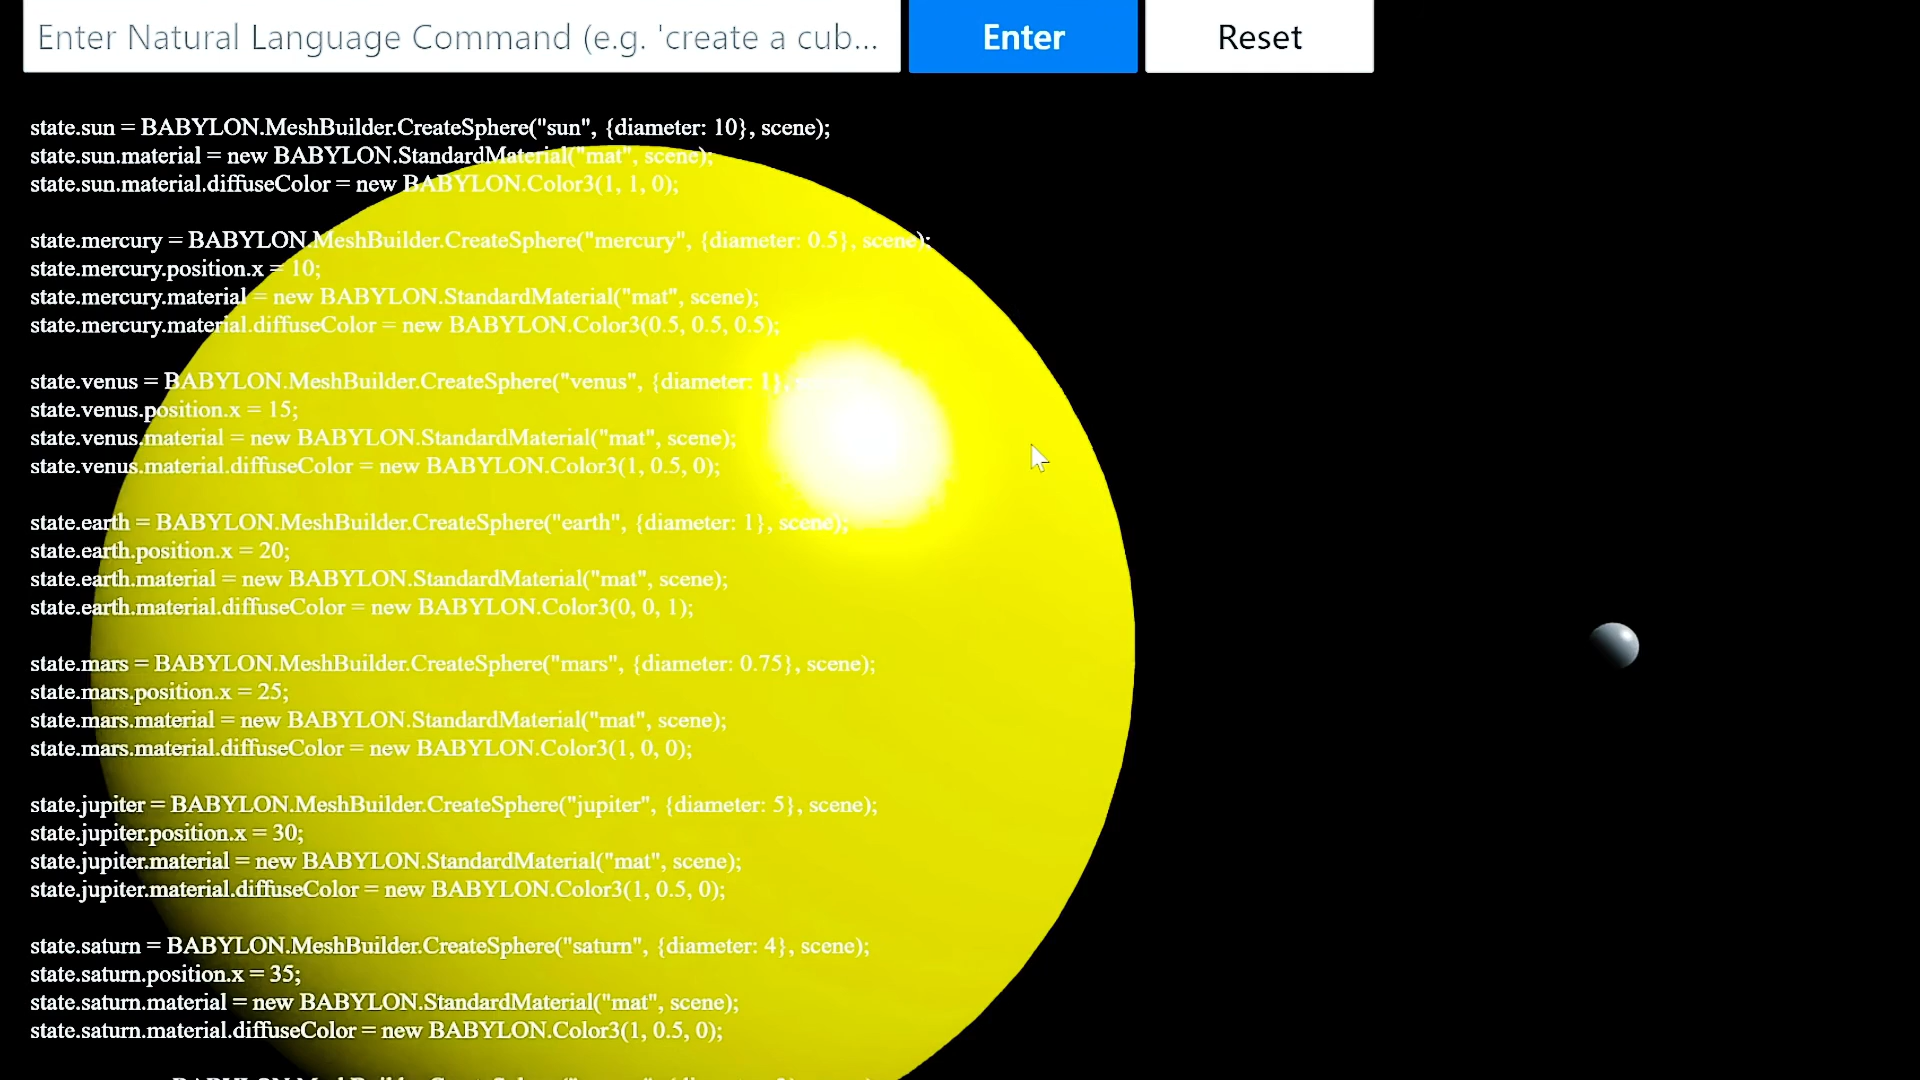 Enter Natural Language Command (e.g. 'create a cub...
Enter
Reset
state.sun = BABYLON.MeshBuilder.CreateSphere("sun", {diameter: 10}, scene);
state.sun.material = new BABYLON.StandardMaterial("mat", scene);
state.sun.material.diffuseColor = new BABYLON.Color3(1, 1, 0);
state.mercury = BABYLON.MeshBuilder.CreateSphere("mercury", {diameter: 0.5}, scene);
state.mercury.position.x = 10;
state.mercury.material = new BABYLON.StandardMaterial("mat", scene);
state.mercury.material.diffuseColor = new BABYLON.Color3(0.5, 0.5, 0.5);
state.venus = BABYLON.MeshBuilder.CreateSphere("venus", {diameter: 1},
state.venus.position.x = 15;
state.venus.material = new BABYLON.StandardMaterial("mat", scene);
state.venus.material.diffuseColor = new BABYLON.Color3(1, 0.5, 0);
state.earth = BABYLON.MeshBuilder.CreateSphere("earth", {diameter: 1}, scene);
state.earth.position.x = 20;
state.earth.material = new BABYLON.StandardMaterial("mat", scene);
state.earth.material.diffuseColor = new BABYLON.Color3(0, 0, 1);
state.mars = BABYLON.MeshBuilder.CreateSphere("mars", {diameter: 0.75}, scene);
state.mars.position.x = 25;
state.mars.material = new BABYLON.StandardMaterial("mat", scene);
state.mars.material.diffuseColor = new BABYLON.Color3(1, 0, 0);
state.jupiter = BABYLON.MeshBuilder.CreateSphere("jupiter", {diameter: 5}, scene);
state.jupiter.position.x = 30;
state.jupiter.material = new BABYLON.StandardMaterial("mat", scene);
state.jupiter.material.diffuseColor = new BABYLON.Color3(1, 0.5, 0);
state.saturn = BABYLON.MeshBuilder.CreateSphere("saturn", {diameter: 4}, scene);
state.saturn.position.x = 35;
state.saturn.material = new BABYLON.StandardMaterial("mat", scene);
state.saturn.material.diffuseColor = new BABYLON.Color3(1, 0.5, 0);